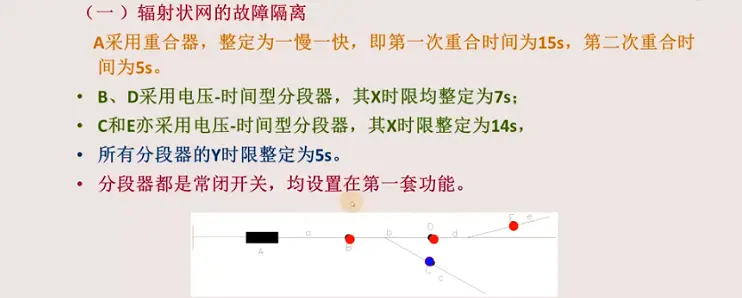 （一）辐射状网的故障隔离
A采用重合器，整定为一慢一快，即第一次重合时间为15s，第二次重合时
间为5s。
• B、D采用电压-时间型分段器，其X时限均整定为7s；
• C和E亦采用电压-时间型分段器，其X时限整定为14s，
• 所有分段器的Y时限整定为5s。
• 分段器都是常闭开关，均设置在第一套功能。
E e
a b D d
A B C c